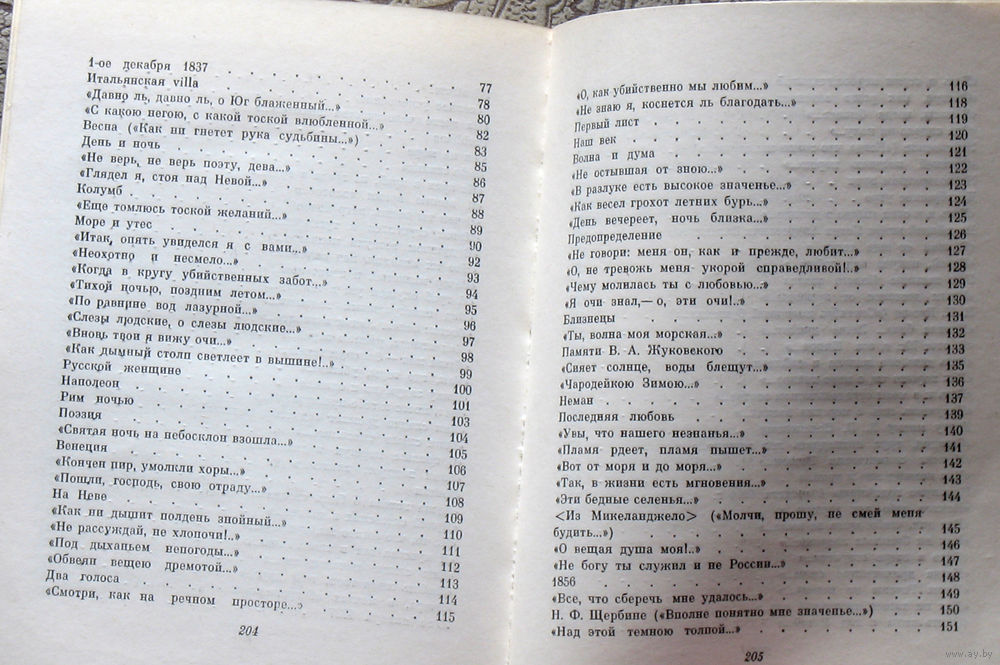 1-ое декабря 1837 . . . 77
Итальянская villa . . . 78
«Давно ль, давно ль, о Юг блаженный...» . . . 80
«С какою негою, с какой тоской влюбленной...» . . . 82
Весна («Как ни гнетет рука судьбины...») . . . 83
День и ночь . . . 85
«Не верь, не верь поэту, дева...» . . . 86
«Глядел я, стоя над Невой...» . . . 87
Колумб . . . 88
«Еще томлюсь тоской желаний...» . . . 89
Море и утес . . . 90
«Итак, опять увиделся я с вами...» . . . 92
«Неохотно и несмело...» . . . 93
«Когда в кругу убийственных забот...» . . . 94
«Тихой ночью, поздним летом...» . . . 95
«По равнине вод лазурной...» . . . 96
«Слезы людские, о слезы людские...» . . . 97
«Вновь твои я вижу очи...» . . . 98
«Как дымный столп светлеет в вышине!..» . . . 99
Русской женщине . . . 100
Наполеон . . . 101
Рим ночью . . . 103
Поэзия . . . 104
«Святая ночь на небосклон взошла...» . . . 105
Венеция . . . 106
«Кончен пир, умолкли хоры...» . . . 107
«Пошли, господь, свою отраду...» . . . 108
На Неве . . . 109
«Как ни дышит полдень знойный...» . . . 110
«Не рассуждай, не хлопочи!..» . . . 111
«Под дыханьем непогоды...» . . . 112
«Обвеян вещею дремотой...» . . . 113
Два голоса . . . 114
«Смотри, как на речном просторе...» . . . 115
204
«О, как убийственно мы любим...» . . . 116
«Не знаю я, коснется ль благодать...» . . . 118
Первый лист . . . 119
Наш век . . . 120
Волна и дума . . . 121
«Не остывшая от зною...» . . . 122
«В разлуке есть высокое значенье...» . . . 123
«Как весел грохот летних бурь...» . . . 124
«День вечереет, ночь близка...» . . . 125
Предопределение . . . 126
«Не говори: меня он, как и прежде, любит...» . . . 127
«О, не тревожь меня укорой справедливой!..» . . . 128
«Чему молилась ты с любовью...» . . . 129
«Я очи знал,— о, эти очи!..» . . . 130
Близнецы . . . 131
«Ты, волна моя морская...» . . . 132
Памяти В. А. Жуковского . . . 133
«Сияет солнце, воды блещут...» . . . 135
«Чародейкою Зимою...» . . . 136
Неман . . . 137
Последняя любовь . . . 139
«Увы, что нашего незнанья...» . . . 140
«Пламя рдеет, пламя пышет...» . . . 141
«Вот от моря и до моря...» . . . 142
«Так, в жизни есть мгновения...» . . . 143
«Эти бедные селенья...» . . . 144
<Из Микеланджело> («Молчи, прошу, не смей меня
будить...») . . . 145
«О вещая душа моя!..» . . . 146
«Не богу ты служил и не России...» . . . 147
1856 . . . 148
«Все, что сберечь мне удалось...» . . . 149
Н. Ф. Щербине («Вполне понятно мне значенье...») . . . 150
«Над этой темною толпой...» . . . 151
205
www.ay.by